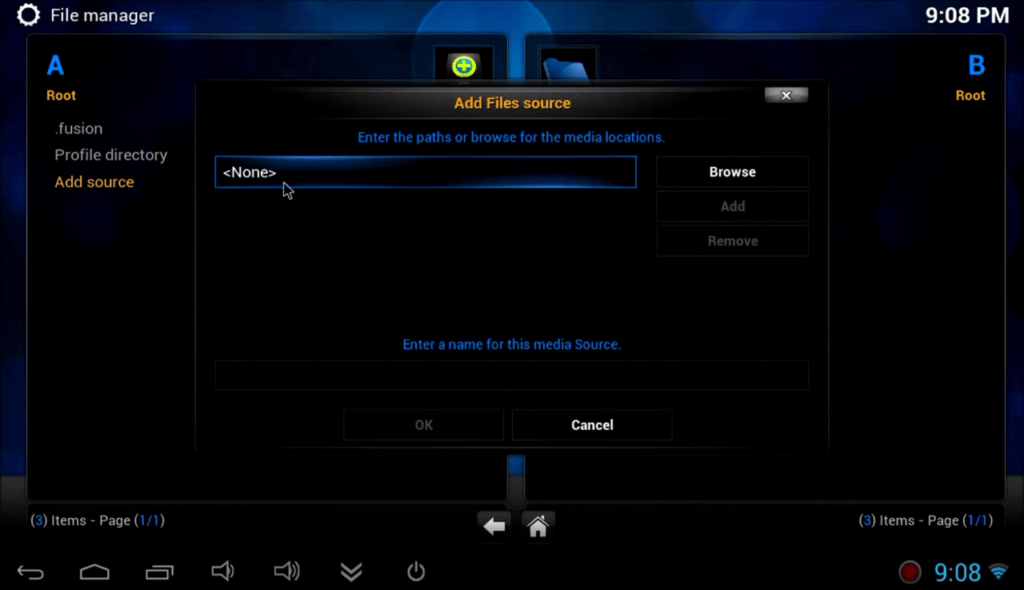 File manager
9:08 PM
A
B
Root
Root
.fusion
Profile directory
Add source
Add Files source
Enter the paths or browse for the media locations.
<None>
Browse
Add
Remove
Enter a name for this media Source.
OK
Cancel
(3) Items - Page (1/1)
(3) Items - Page (1/1)
9:08